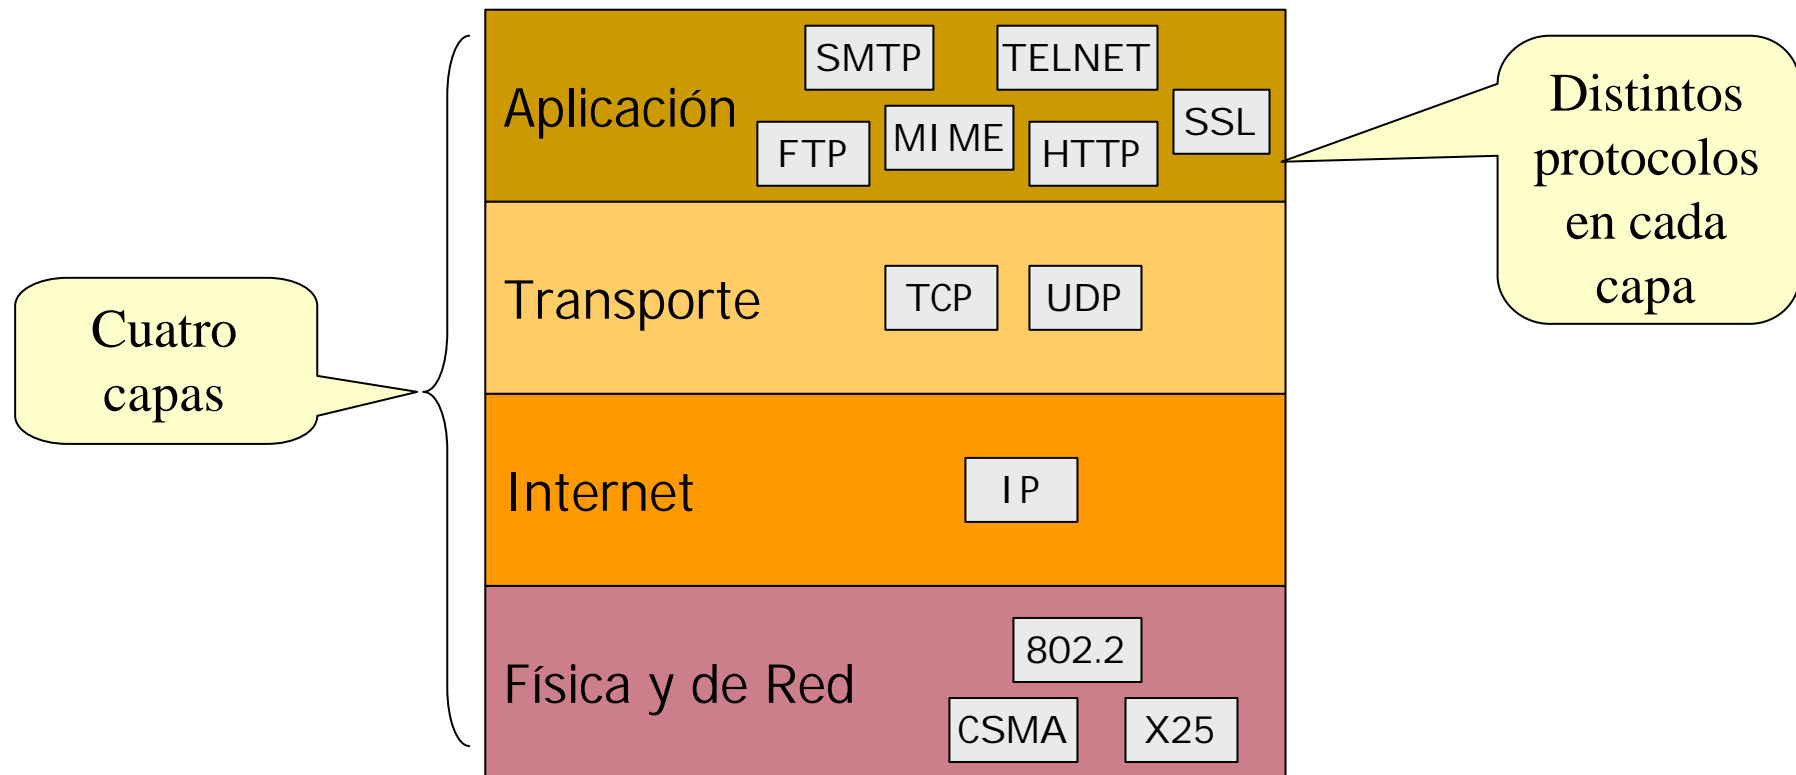 SMTP
TELNET
Aplicación
SSL
FTP
MIME
HTTP
Distintos
protocolos
en cada
capa
Transporte
TCP
UDP
Cuatro
capas
Internet
IP
Física y de Red
802.2
CSMA
X25